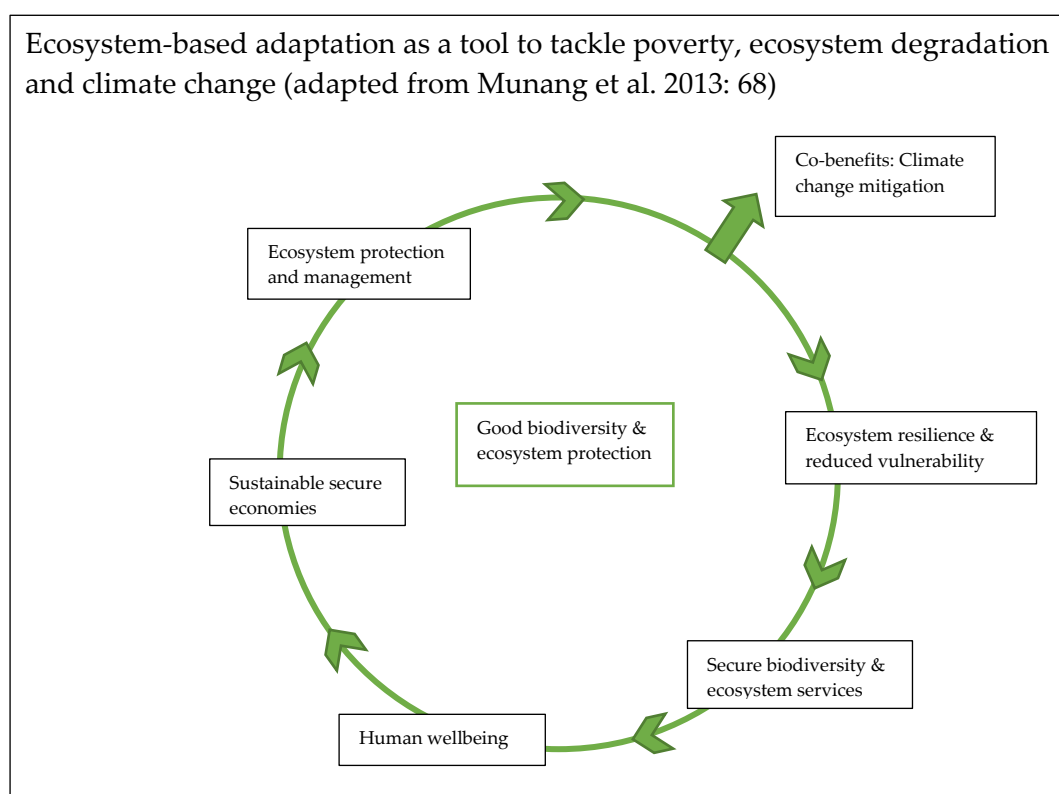 Ecosystem-based adaptation as a tool to tackle poverty, ecosystem degradation
and climate change (adapted from Munang et al. 2013: 68)
Co-benefits: Climate
change mitigation
Ecosystem protection
and management
Good biodiversity &
ecosystem protection
Ecosystem resilience &
reduced vulnerability
Sustainable secure
economies
Secure biodiversity &
ecosystem services
Human wellbeing